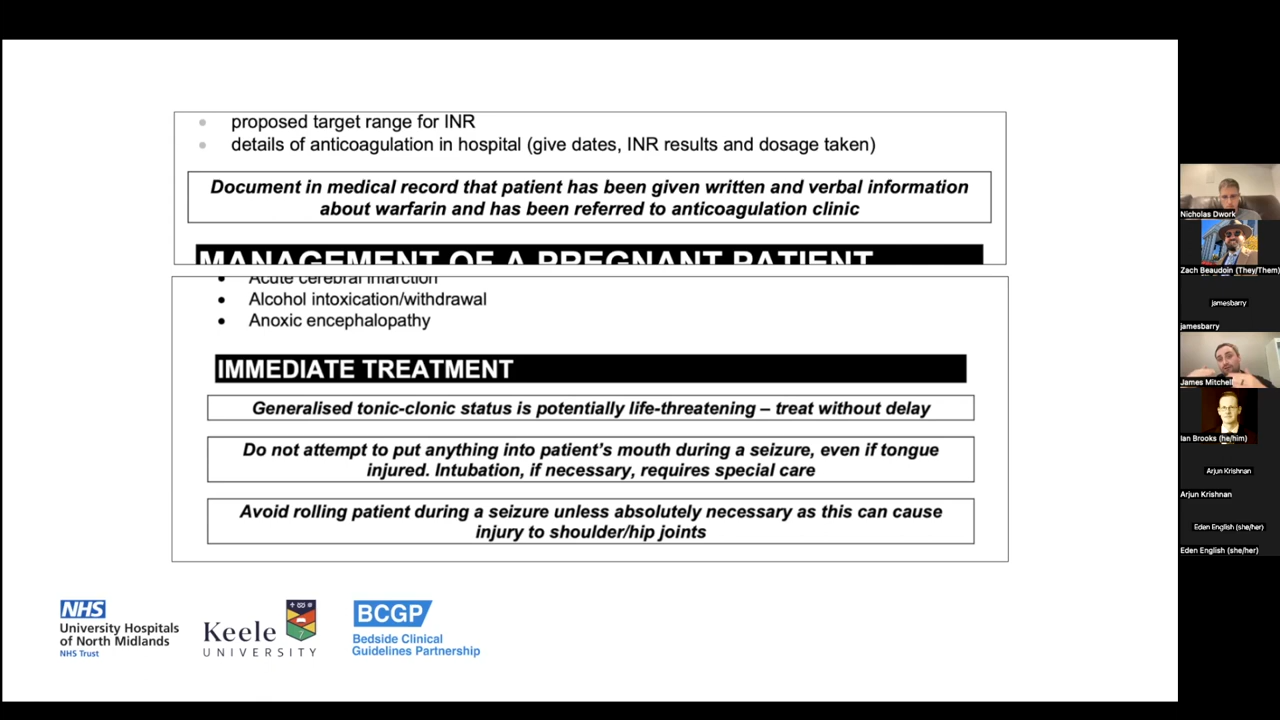 proposed target range for INR
details of anticoagulation in hospital (give dates, INR results and dosage taken)
Document in medical record that patient has been given written and verbal information
about warfarin and has been referred to anticoagulation clinic
MANAGEMENT OF A PREGNANT PATIENT
Acute cerebral infarction
Alcohol intoxication/withdrawal
Anoxic encephalopathy
IMMEDIATE TREATMENT
Generalised tonic-clonic status is potentially life-threatening – treat without delay
Do not attempt to put anything into patient's mouth during a seizure, even if tongue
injured. Intubation, if necessary, requires special care
Avoid rolling patient during a seizure unless absolutely necessary as this can cause
injury to shoulder/hip joints
NHS
University Hospitals
of North Midlands
NHS Trust
Keele
UNIVERSITY
BCGP
Bedside Clinical
Guidelines Partnership
Nicholas Dwork
Zach Beaudoin (They/Them)
jamesbarry
jamesbarry
James Mitchell
Ian Brooks (he/him)
Arjun Krishnan
Arjun Krishnan
Eden English (she/her)
Eden English (she/her)